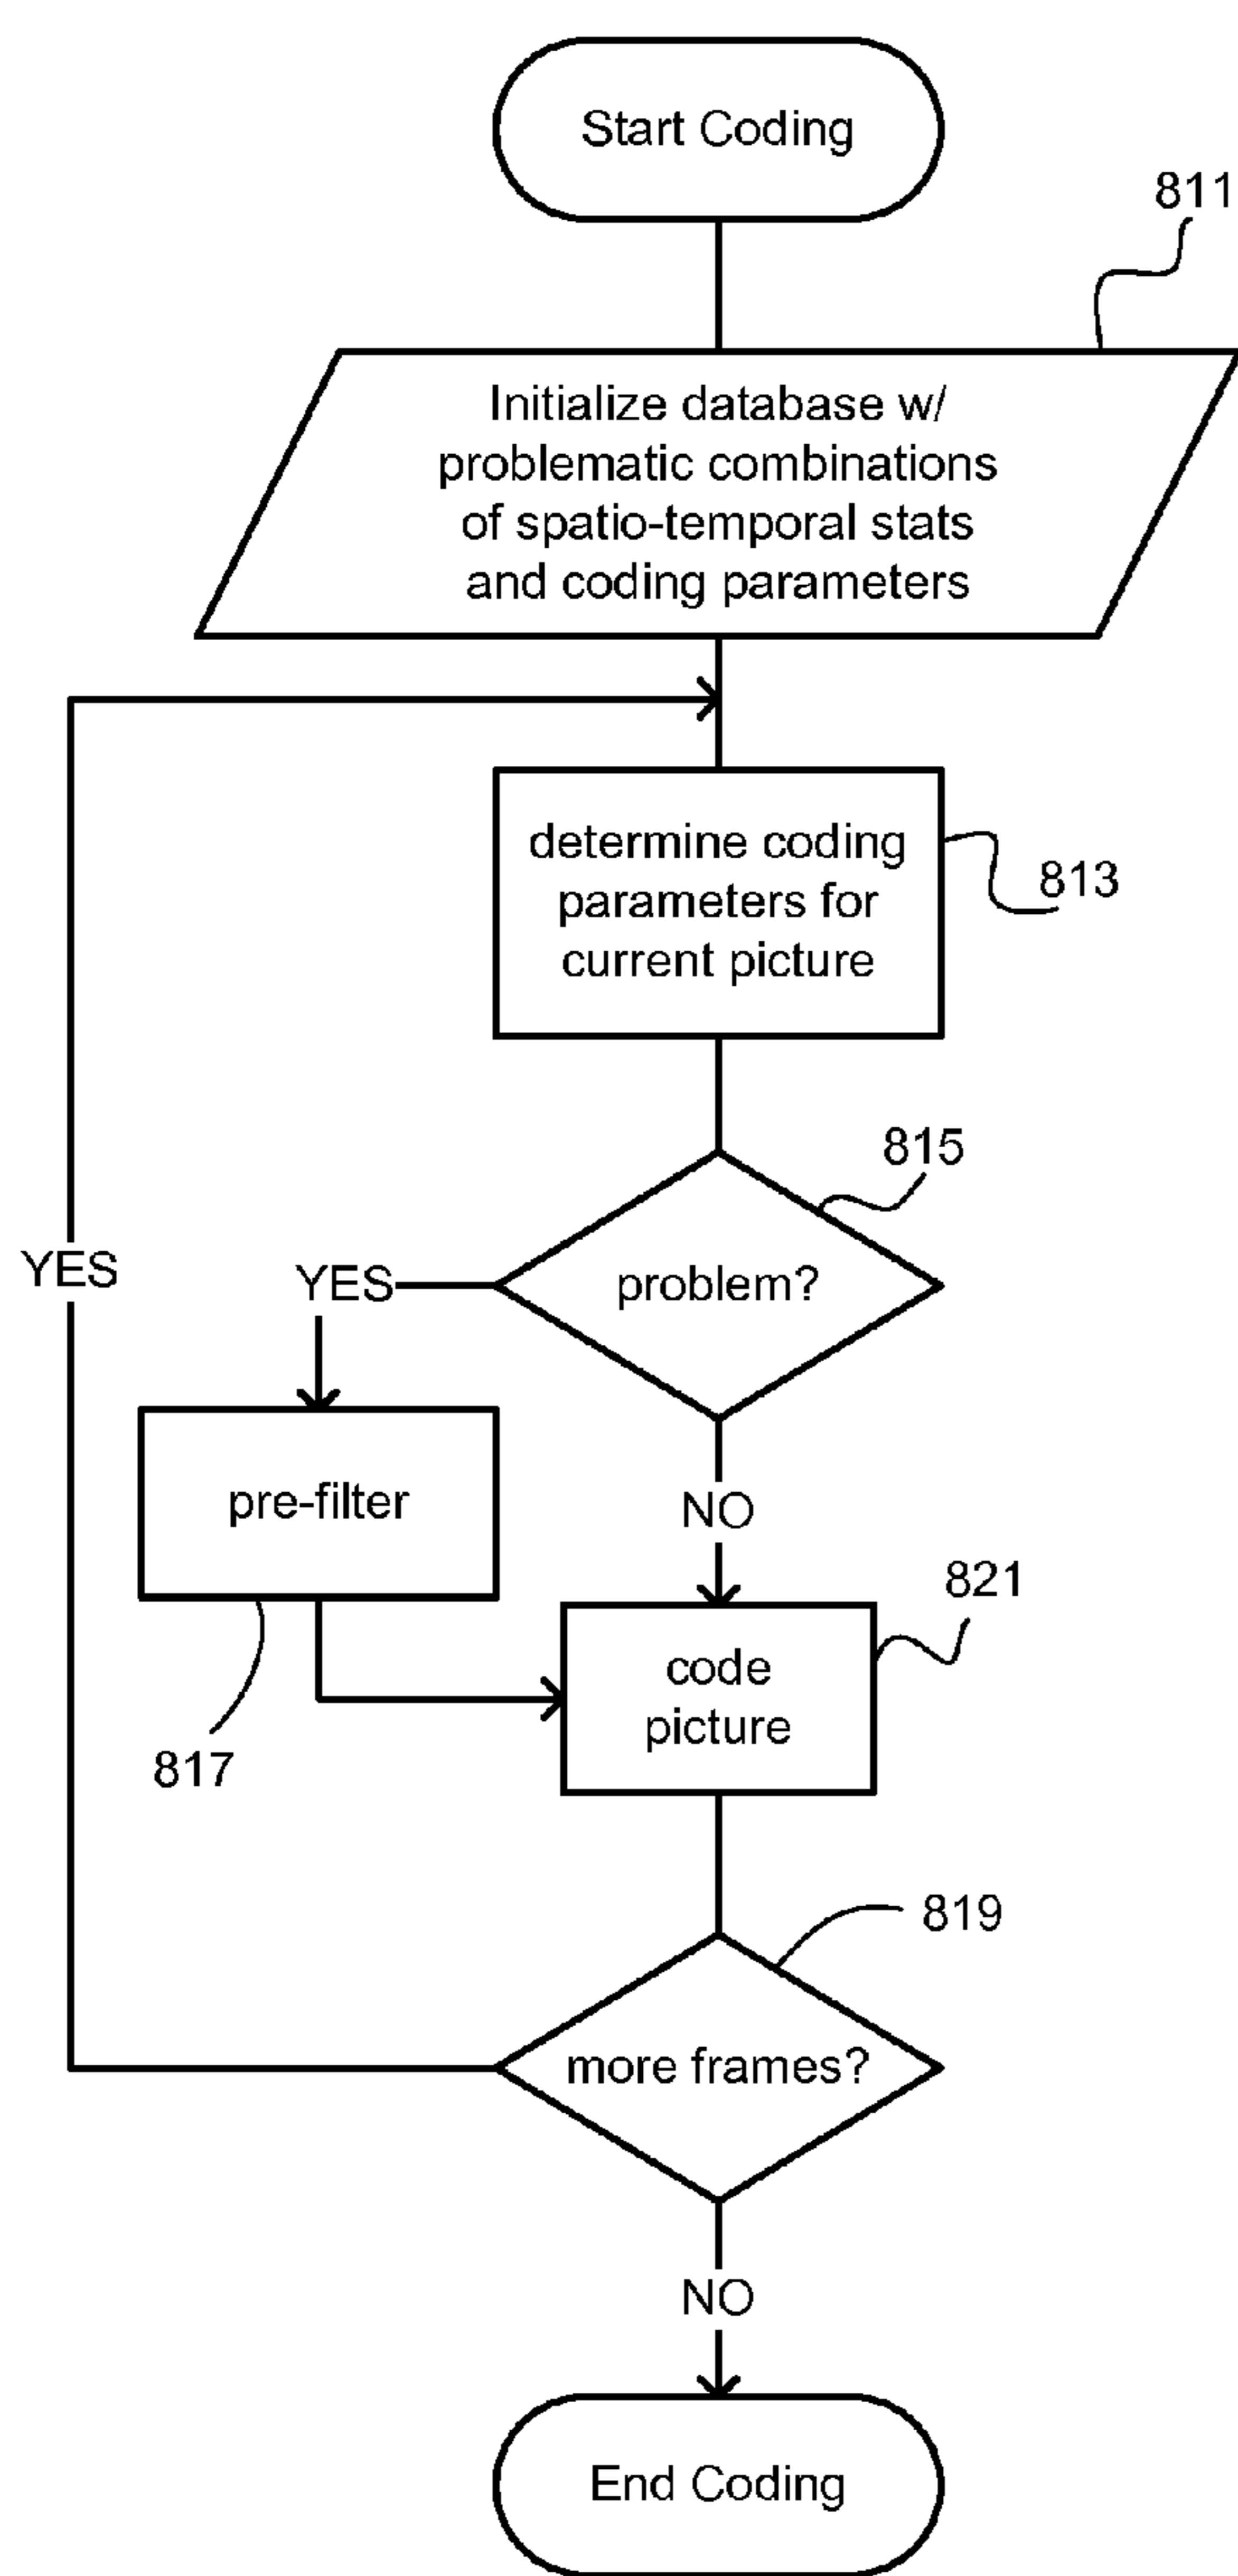 Start Coding
811
Initialize database w/
problematic combinations
of spatio-temporal stats
and coding parameters
determine coding
parameters for
current picture
813
815
problem?
YES
YES
pre-filter
NO
821
code
picture
817
819
more frames?
NO
End Coding